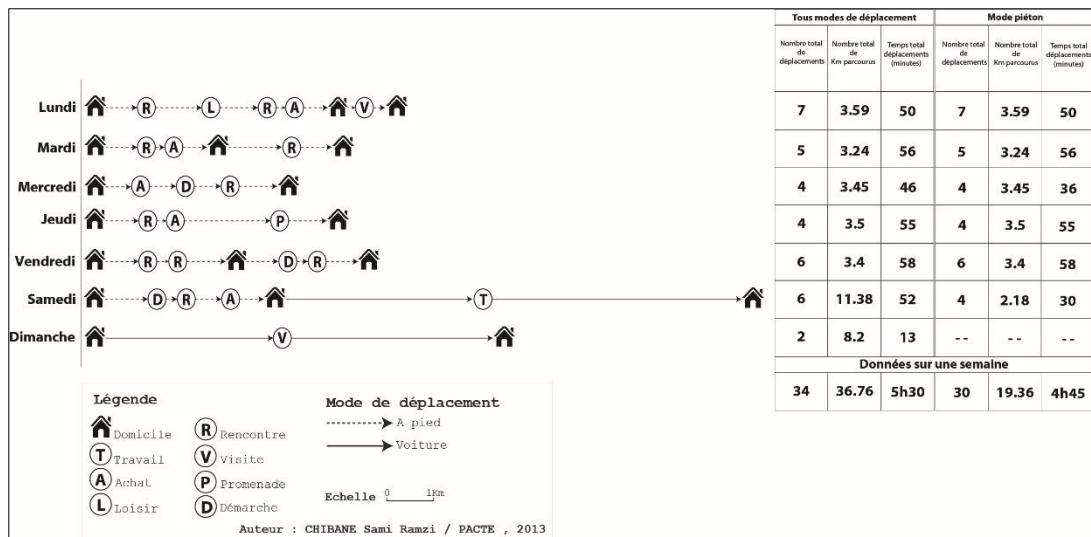 Tous modes de déplacement Mode piéton
Nombre total de déplacements Nombre total de Km parcourus Temps total déplacements (minutes) Nombre total de déplacements Nombre total de Km parcourus Temps total déplacements (minutes)
Lundi R L R A V 7 3.59 50 7 3.59 50
Mardi R A R 5 3.24 56 5 3.24 56
Mercredi A D R 4 3.45 46 4 3.45 36
Jeudi R A P 4 3.5 55 4 3.5 55
Vendredi R R D R 6 3.4 58 6 3.4 58
Samedi D R A T 6 11.38 52 4 2.18 30
Dimanche V 2 8.2 13 -- -- --
Données sur une semaine
34 36.76 5h30 30 19.36 4h45
Légende Mode de déplacement
Domicile R Rencontre A pied
T Travail V Visite Voiture
A Achat P Promenade
L Loisir D Démarche Echelle 0 1Km
Auteur : CHIBANE Sami Ramzi / PACTE , 2013